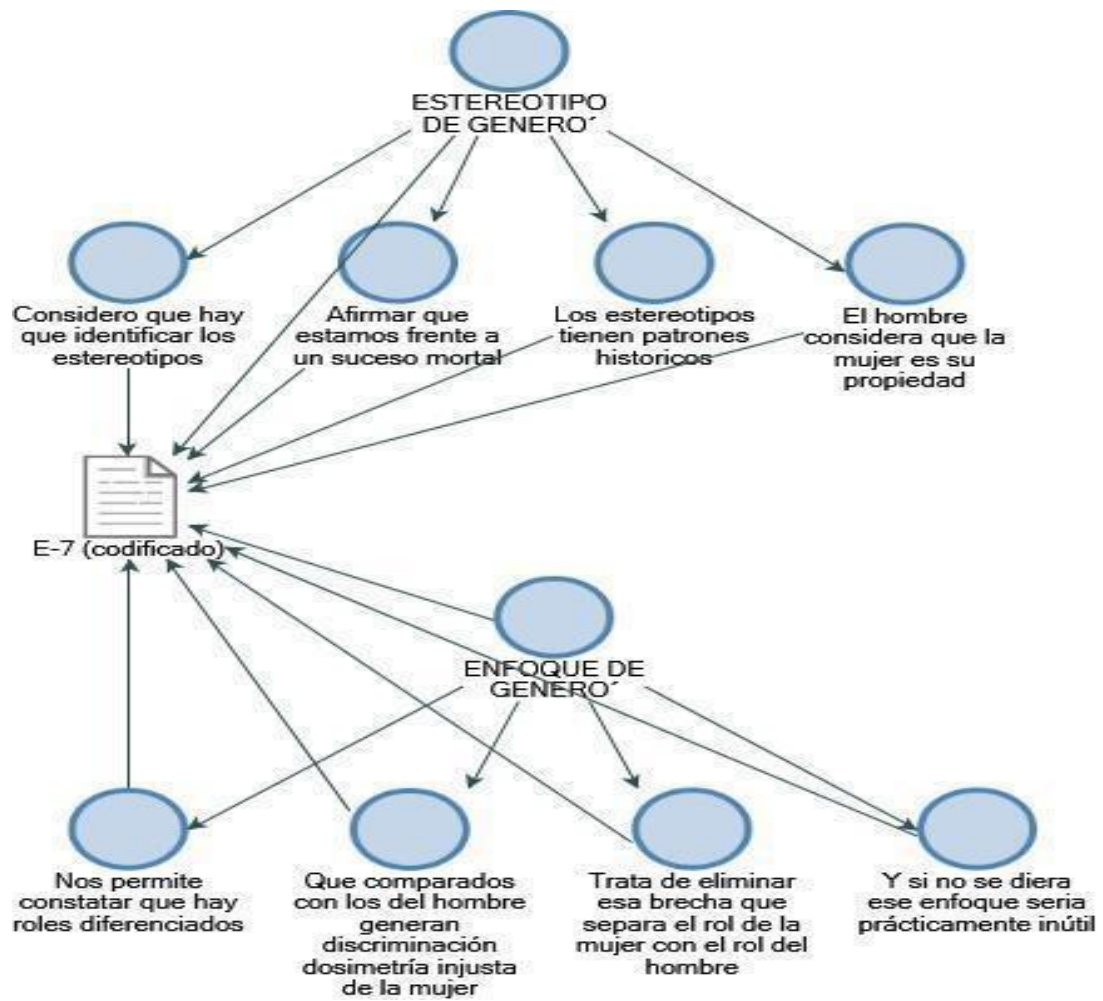 ESTEREOTIPO
DE GENERO´
Considero que hay
que identificar los
estereotipos
Afirmar que
estamos frente a
un suceso mortal
Los estereotipos
tienen patrones
historicos
El hombre
considera que la
mujer es su
propiedad
E-7 (codificado)
ENFOQUE DE
GENERO´
Nos permite
constatar que hay
roles diferenciados
Que comparados
con los del hombre
generan
discriminación
dosimetría injusta
de la mujer
Trata de eliminar
esa brecha que
separa el rol de la
mujer con el rol del
hombre
Y si no se diera
ese enfoque seria
prácticamente inútil